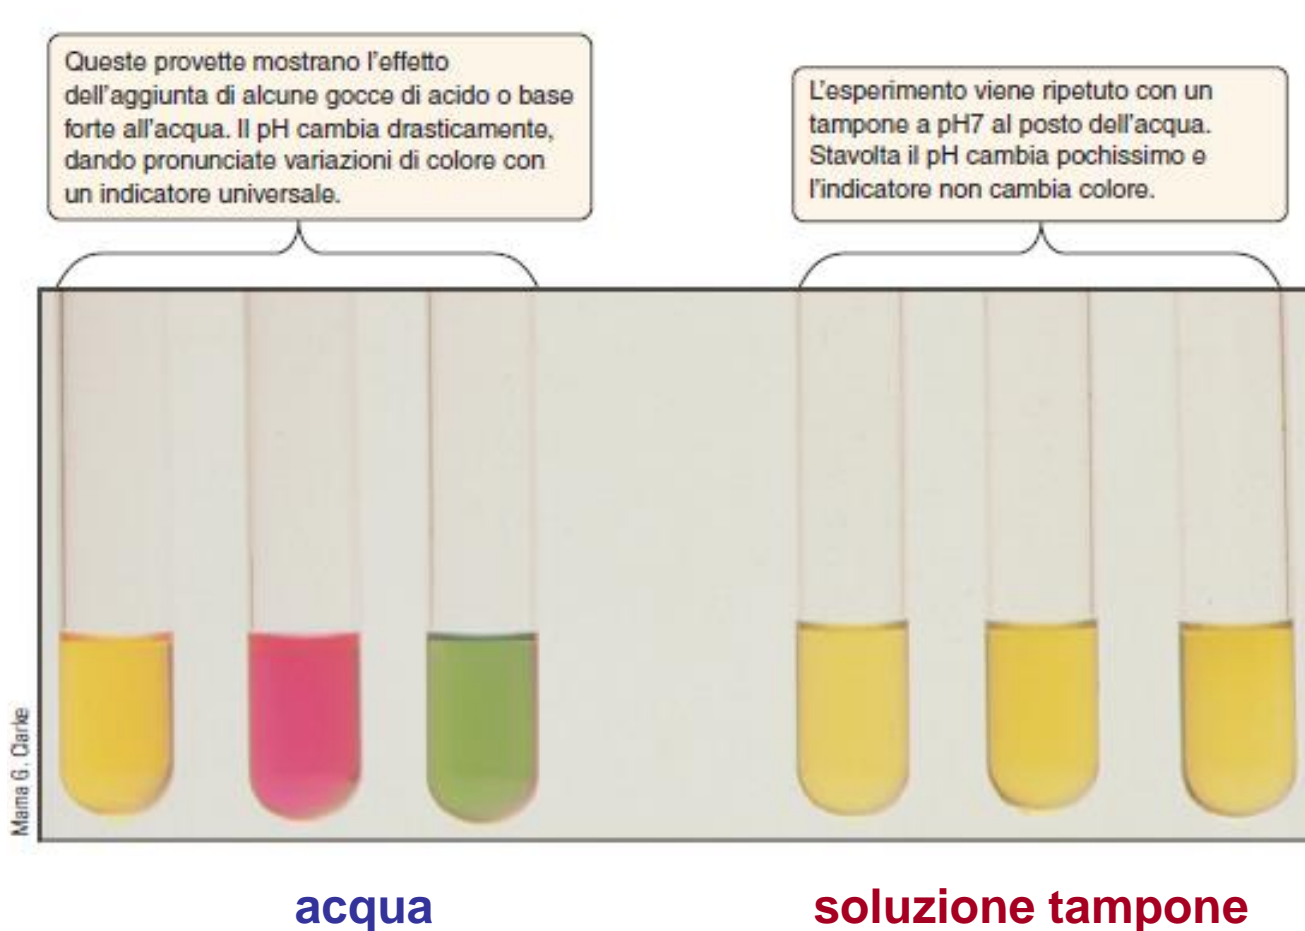 Queste provette mostrano l'effetto
dell'aggiunta di alcune gocce di acido o base
forte all'acqua. Il pH cambia drasticamente,
dando pronunciate variazioni di colore con
un indicatore universale.
L'esperimento viene ripetuto con un
tampone a pH7 al posto dell'acqua.
Stavolta il pH cambia pochissimo e
l'indicatore non cambia colore.
Marna G. Clarke
acqua
soluzione tampone